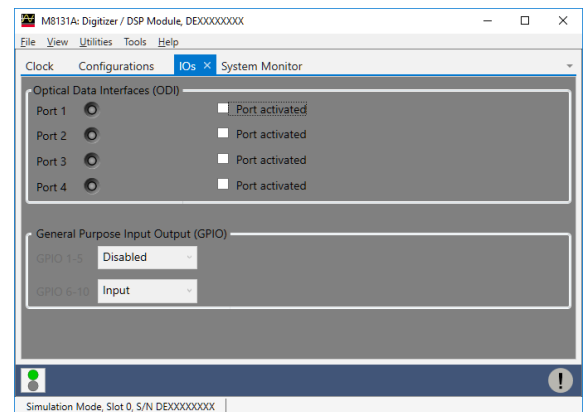 M8131A: Digitizer / DSP Module, DEXXXXXXXX
File View Utilities Tools Help
Clock Configurations IOs × System Monitor
Optical Data Interfaces (ODI)
Port 1 Port activated
Port 2 Port activated
Port 3 Port activated
Port 4 Port activated
General Purpose Input Output (GPIO)
GPIO 1-5 Disabled
GPIO 6-10 Input
Simulation Mode, Slot 0, S/N DEXXXXXXXX